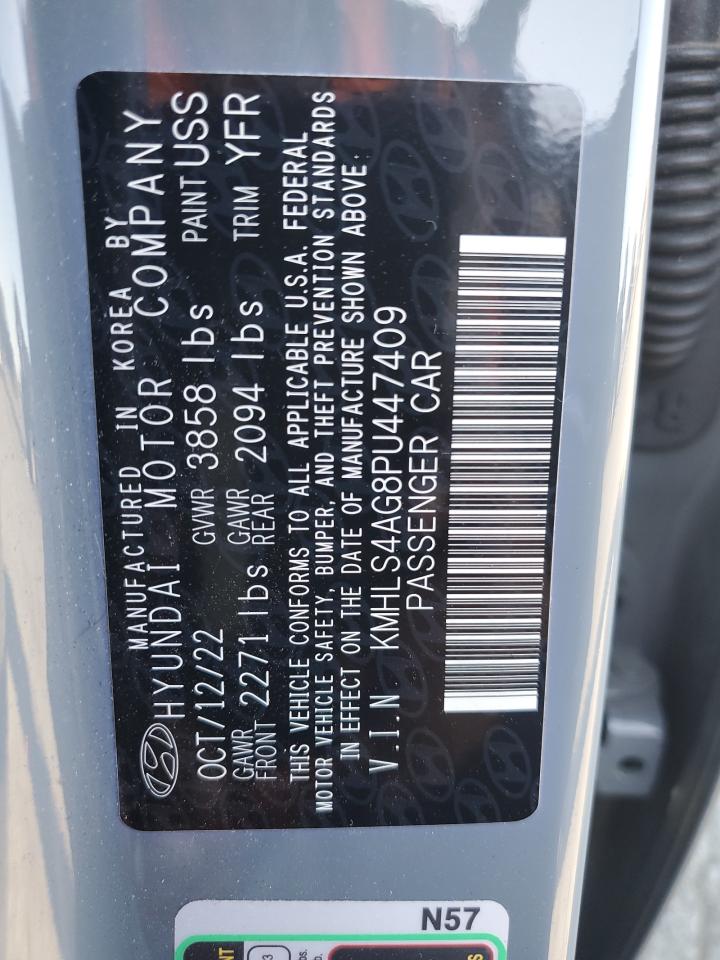 MANUFACTURED IN KOREA BY
HYUNDAI MOTOR COMPANY
OCT/12/22 GVWR 3858 lbs PAINT USS
GAWR FRONT 2271 lbs GAWR REAR 2094 lbs TRIM YFR
THIS VEHICLE CONFORMS TO ALL APPLICABLE U.S.A. FEDERAL
MOTOR VEHICLE SAFETY, BUMPER, AND THEFT PREVENTION STANDARDS
IN EFFECT ON THE DATE OF MANUFACTURE SHOWN ABOVE.
V.I.N KMHLS4AG8PU447409
PASSENGER CAR
N57